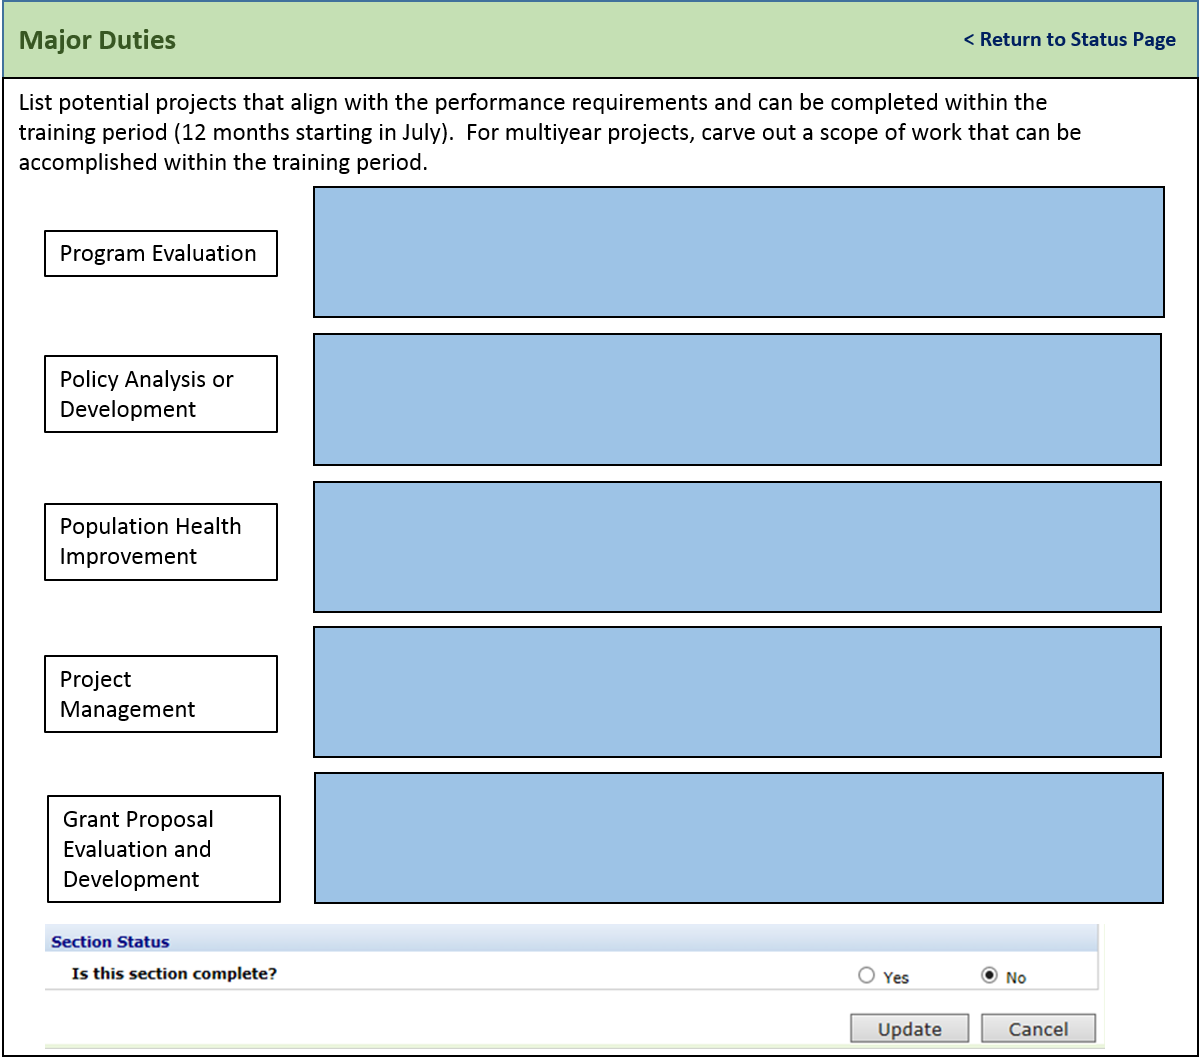 Major Duties
< Return to Status Page
List potential projects that align with the performance requirements and can be completed within the
training period (12 months starting in July).  For multiyear projects, carve out a scope of work that can be
accomplished within the training period.
Program Evaluation
Policy Analysis or
Development
Population Health
Improvement
Project
Management
Grant Proposal
Evaluation and
Development
Section Status
Is this section complete?
Yes
No
Update
Cancel